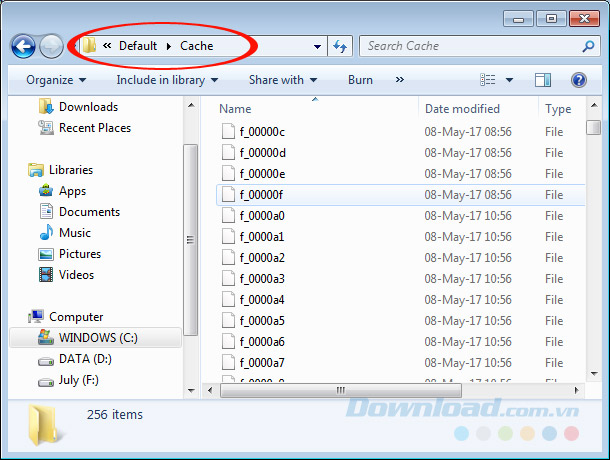 « Default ▸ Cache
Search Cache
Organize Include in library Share with Burn »
Name Date modified Type
Downloads
Recent Places
Libraries
Apps
Documents
Music
Pictures
Videos
Computer
WINDOWS (C:)
DATA (D:)
July (F:)
f_00000c 08-May-17 08:56 File
f_00000d 08-May-17 08:56 File
f_00000e 08-May-17 08:56 File
f_00000f 08-May-17 08:56 File
f_0000a0 08-May-17 10:56 File
f_0000a1 08-May-17 10:56 File
f_0000a2 08-May-17 10:56 File
f_0000a3 08-May-17 10:56 File
f_0000a4 08-May-17 10:56 File
f_0000a5 08-May-17 10:56 File
f_0000a6 08-May-17 10:56 File
f_0000a7 08-May-17 10:56 File
256 items
Download.com.vn